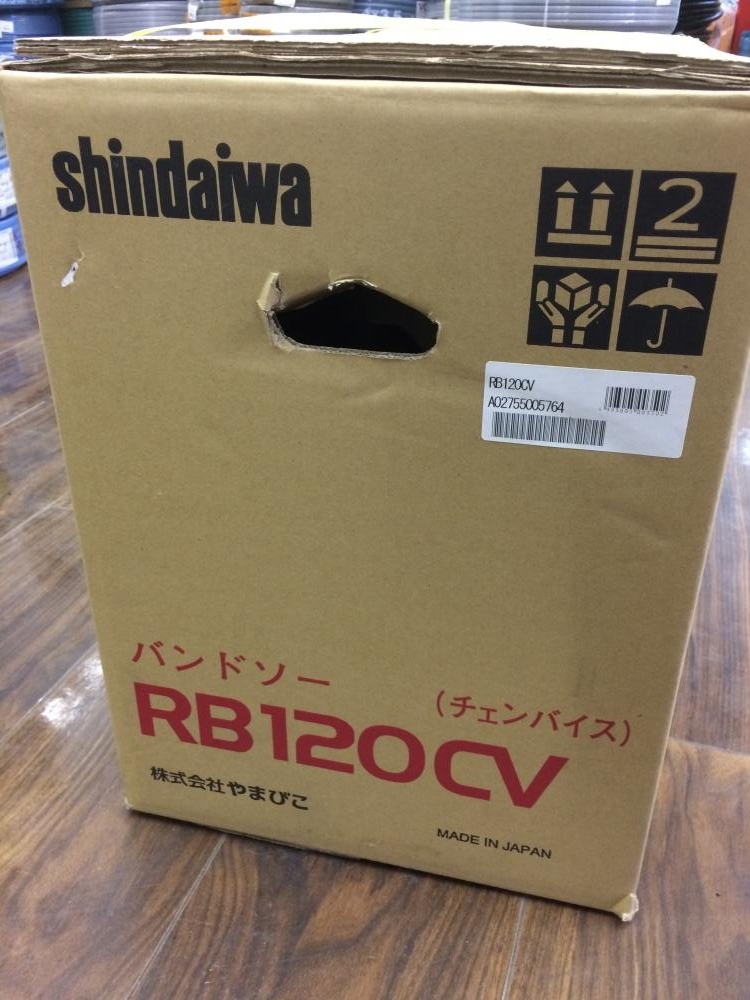 shindaiwa
2
RB120CV
A02755005764
バンドソー
(チェンバイス)
RB120CV
株式会社やまびこ
MADE IN JAPAN